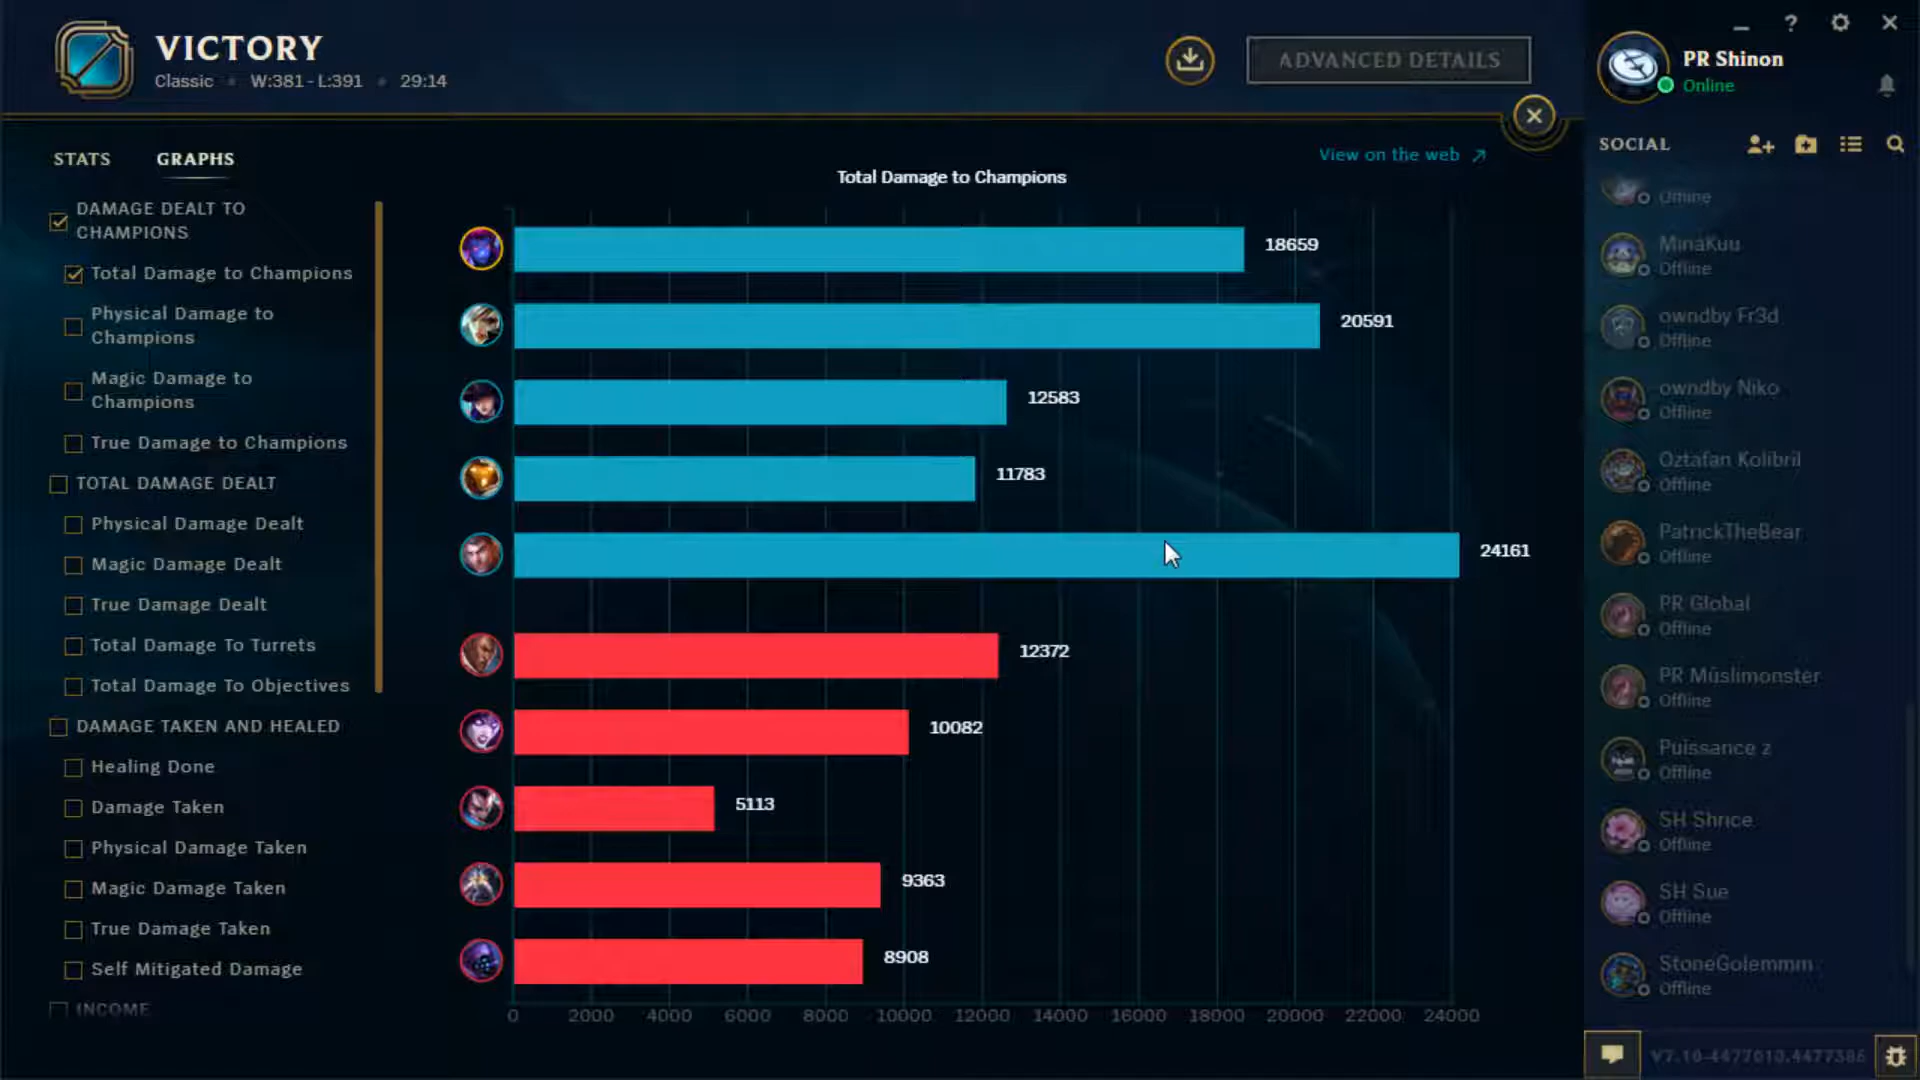 VICTORY
Classic • W:381 - L:391 • 29:14
ADVANCED DETAILS
PR Shinon
Online
SOCIAL
STATS
GRAPHS
View on the web
Total Damage to Champions
DAMAGE DEALT TO
CHAMPIONS
Total Damage to Champions
Physical Damage to
Champions
Magic Damage to
Champions
True Damage to Champions
TOTAL DAMAGE DEALT
Physical Damage Dealt
Magic Damage Dealt
True Damage Dealt
Total Damage To Turrets
Total Damage To Objectives
DAMAGE TAKEN AND HEALED
Healing Done
Damage Taken
Physical Damage Taken
Magic Damage Taken
True Damage Taken
Self Mitigated Damage
INCOME
18659
20591
12583
11783
24161
12372
10082
5113
9363
8908
0 2000 4000 6000 8000 10000 12000 14000 16000 18000 20000 22000 24000
Offline
MinaKuu
Offline
owndby Fr3d
Offline
owndby Niko
Offline
Oztafan Kolibril
Offline
PatrickTheBear
Offline
PR Global
Offline
PR Müslimonster
Offline
Puissance z
Offline
SH Shrice
Offline
SH Sue
Offline
StoneGolemmm
Offline
V7.10-4477010.4477386